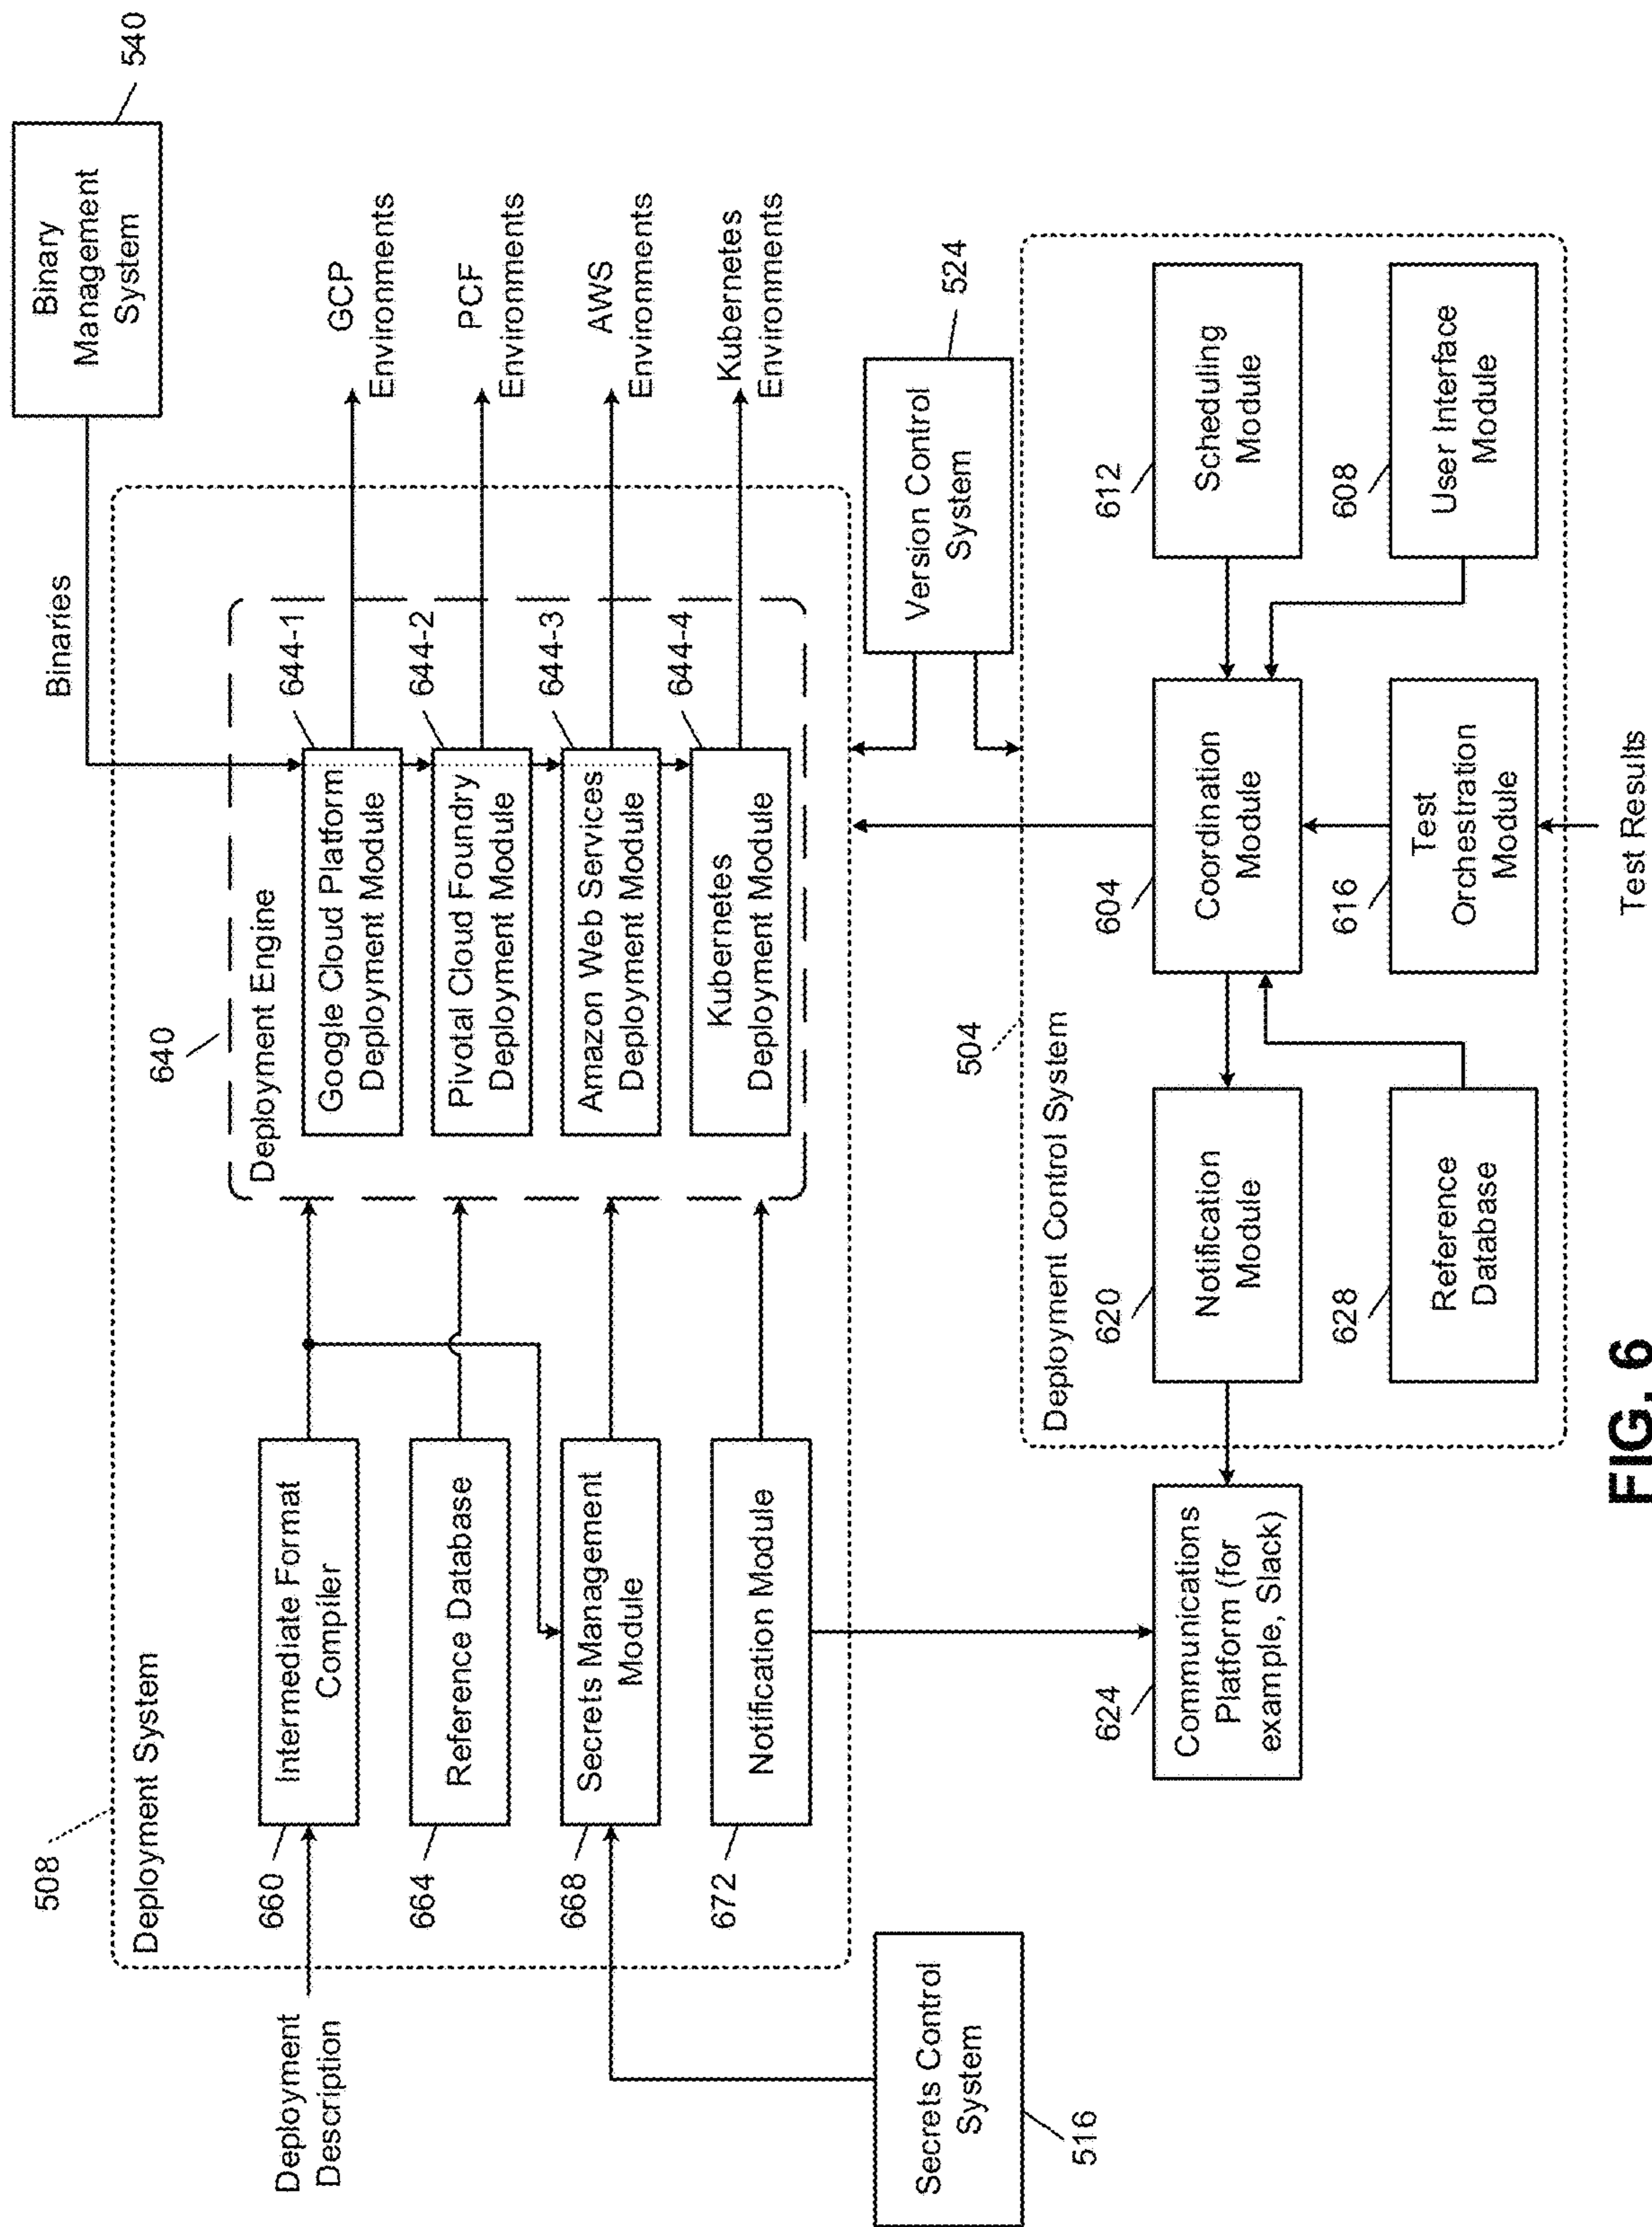 508
Deployment System
Deployment
Description
660
Intermediate Format
Compiler
664
Reference Database
668
Secrets Management
Module
672
Notification Module
640
Deployment Engine
Google Cloud Platform
Deployment Module
644-1
Pivotal Cloud Foundry
Deployment Module
644-2
Amazon Web Services
Deployment Module
644-3
Kubernetes
Deployment Module
644-4
Binaries
Binary
Management
System
540
GCP
Environments
PCF
Environments
AWS
Environments
Kubernetes
Environments
Secrets Control
System
516
Version Control
System
524
504
Deployment Control System
624
Communications
Platform (for
example, Slack)
620
Notification
Module
604
Coordination
Module
612
Scheduling
Module
628
Reference
Database
616
Test
Orchestration
Module
608
User Interface
Module
Test Results
FIG. 6